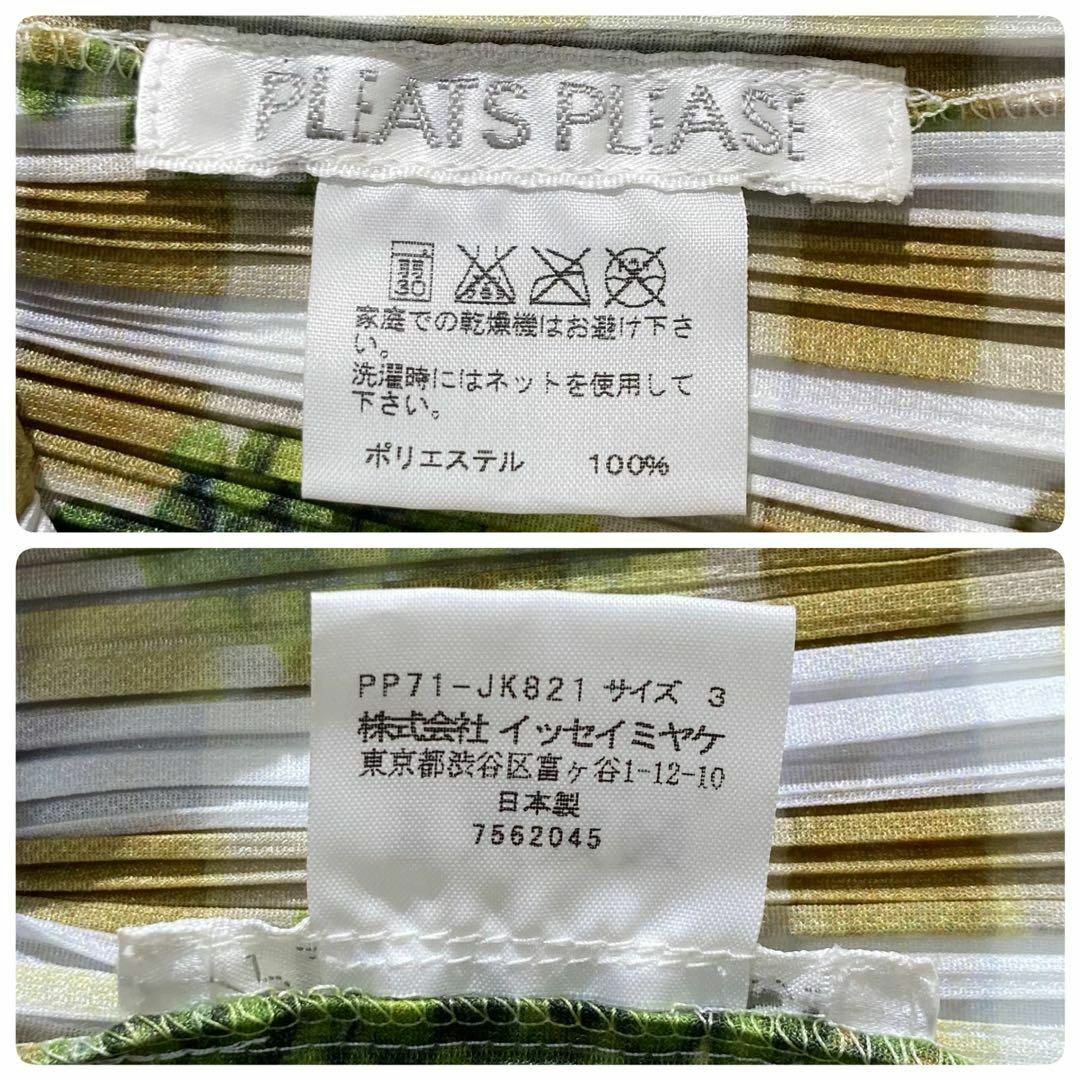 PLEATS PLEASE
弱
30
家庭での乾燥機はお避け下さ
い。
洗濯時にはネットを使用して
下さい。
ポリエステル 100%
PP71-JK821 サイズ 3
株式会社 イッセイミヤケ
東京都渋谷区富ヶ谷1-12-10
日本製
7562045